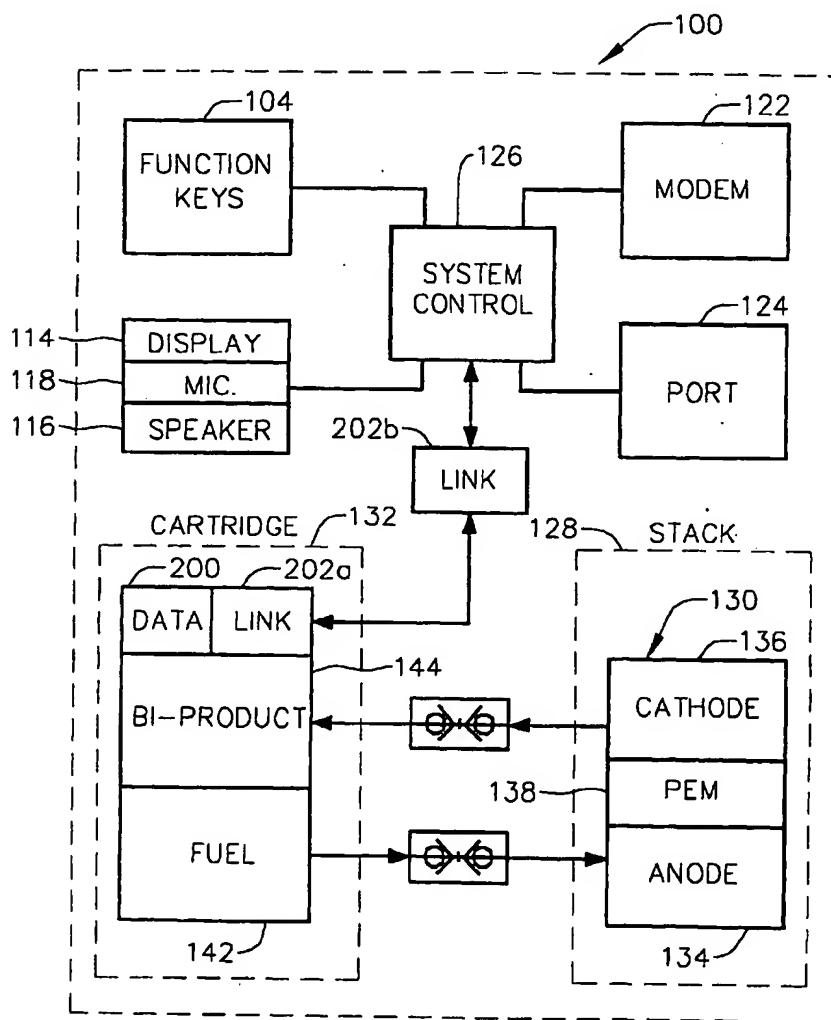 100
104
122
FUNCTION
KEYS
126
MODEM
SYSTEM
CONTROL
124
114
DISPLAY
118
MIC.
PORT
116
SPEAKER
202b
LINK
CARTRIDGE
132
128
STACK
200
202a
DATA
LINK
130
136
144
BI-PRODUCT
CATHODE
138
PEM
FUEL
ANODE
142
134